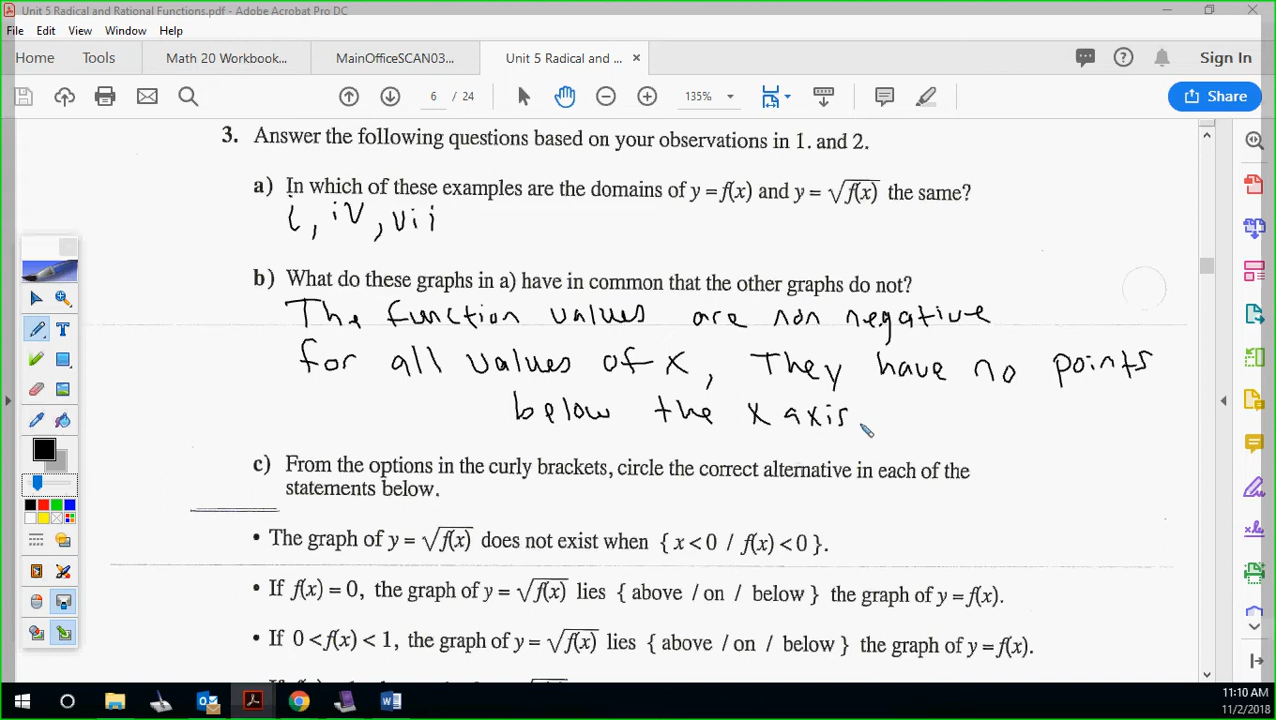 Unit 5 Radical and Rational Functions.pdf - Adobe Acrobat Pro DC
File Edit View Window Help
Home Tools Math 20 Workbook... MainOfficeSCAN03... Unit 5 Radical and ... × ? Sign In
6 / 24 135% Share
3. Answer the following questions based on your observations in 1. and 2.
a) In which of these examples are the domains of y = f(x) and y = √f(x) the same?
i, iv, vii
b) What do these graphs in a) have in common that the other graphs do not?
The function values are non negative
for all values of x, They have no points
below the x axis
c) From the options in the curly brackets, circle the correct alternative in each of the
statements below.
• The graph of y = √f(x) does not exist when { x < 0 / f(x) < 0 }.
• If f(x) = 0, the graph of y = √f(x) lies { above / on / below } the graph of y = f(x).
• If 0 < f(x) < 1, the graph of y = √f(x) lies { above / on / below } the graph of y = f(x).
11:10 AM
11/2/2018